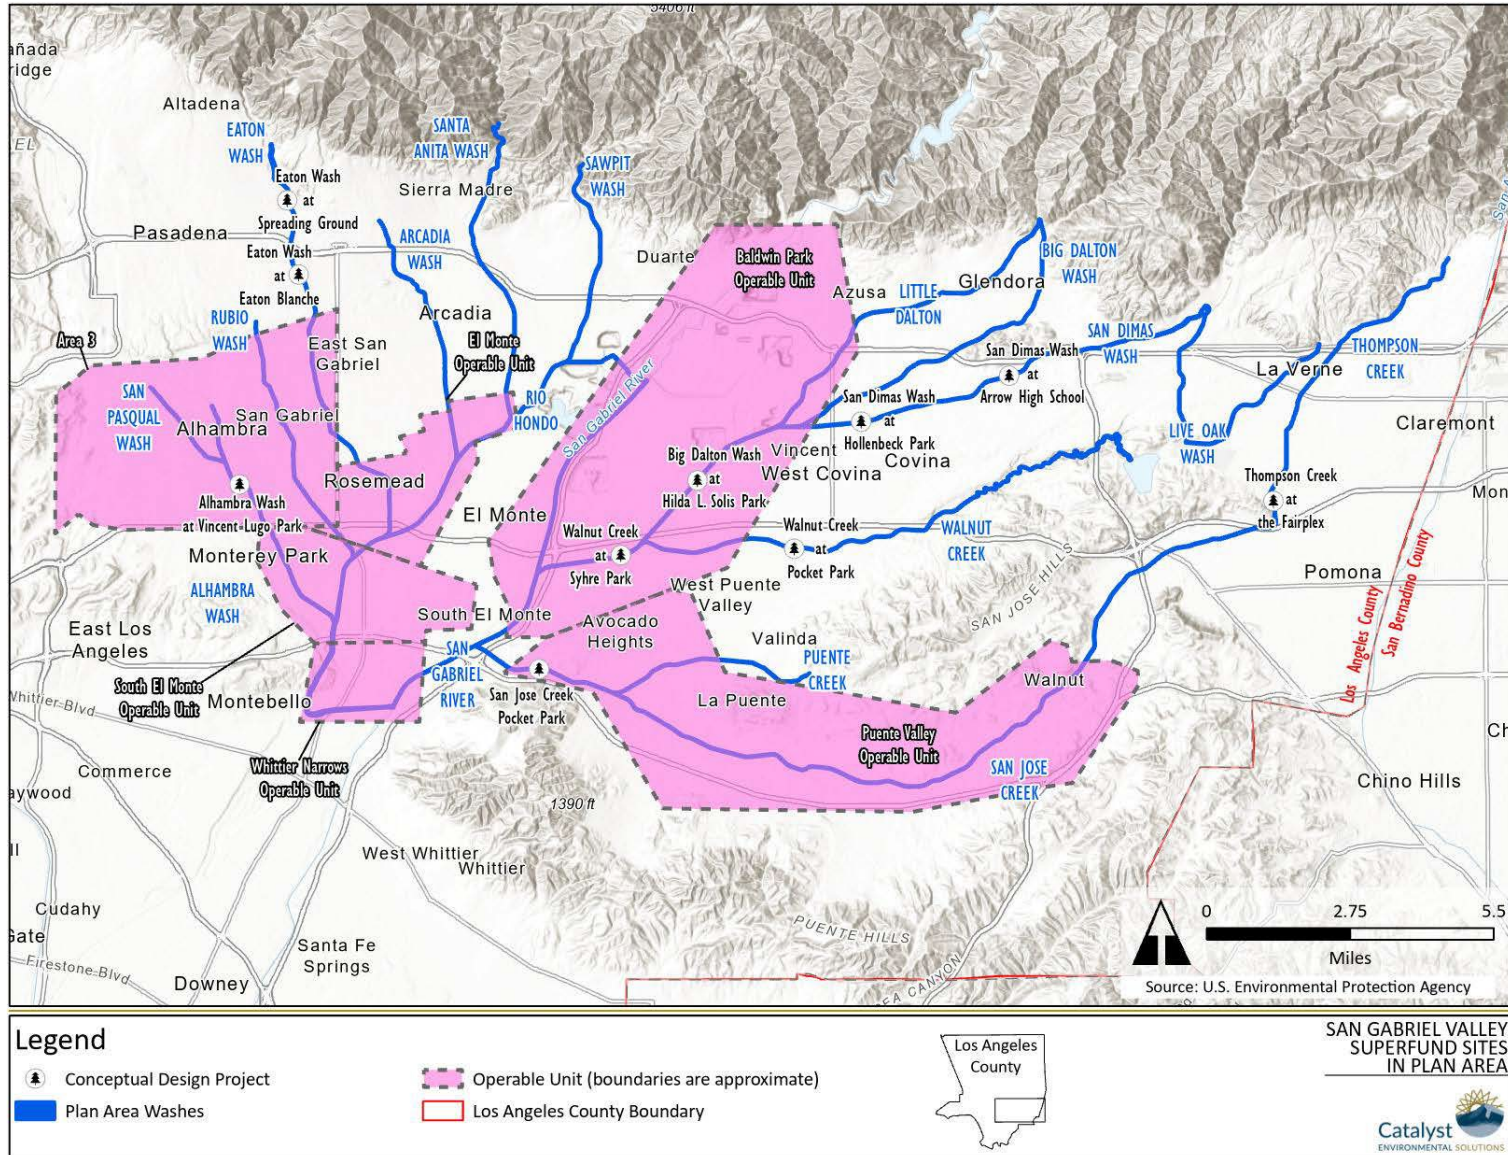 5406 ft
añada
ridge
Altadena
EATON
WASH
SANTA
ANITA WASH
SAWPIT
WASH
EL
Eaton Wash
at
Spreading Ground
Sierra Madre
Pasadena
Eaton Wash
at
Eaton Blanche
ARCADIA
WASH
Duarte
Baldwin Park
Operable Unit
BIG DALTON
WASH
Azusa
LITTLE
DALTON
Glendora
RUBIO
WASH
Arcadia
Area 3
East San
Gabriel
El Monte
Operable Unit
SAN DIMAS
WASH
San Dimas Wash
at
Arrow High School
La Verne
THOMPSON
CREEK
SAN
PASQUAL
WASH
San Gabriel
Alhambra
RIO
HONDO
San Gabriel River
San Dimas Wash
at
Hollenbeck Park
LIVE OAK
WASH
Claremont
Vincent
West Covina
Covina
Big Dalton Wash
at
Hilda L. Solis Park
Rosemead
Alhambra Wash
at Vincent Lugo Park
El Monte
Thompson Creek
at
the Fairplex
Mon
Monterey Park
Walnut Creek
at
Syhre Park
Walnut Creek
at
Pocket Park
WALNUT
CREEK
ALHAMBRA
WASH
West Puente
Valley
SAN JOSE HILLS
Pomona
Los Angeles County
San Bernadino County
East Los
Angeles
South El Monte
Avocado
Heights
Valinda
PUENTE
CREEK
SAN
GABRIEL
RIVER
South El Monte
Operable Unit
Whittier Blvd
Montebello
San Jose Creek
Pocket Park
La Puente
Walnut
Puente Valley
Operable Unit
Ch
Whittier Narrows
Operable Unit
SAN JOSE
CREEK
Commerce
aywood
1390 ft
Chino Hills
ll
West Whittier
Whittier
Cudahy
Gate
PUENTE HILLS
Santa Fe
Springs
Firestone Blvd
Downey
EA CANYON
0 2.75 5.5
Miles
Source: U.S. Environmental Protection Agency
Legend
Conceptual Design Project
Plan Area Washes
Operable Unit (boundaries are approximate)
Los Angeles County Boundary
Los Angeles
County
SAN GABRIEL VALLEY
SUPERFUND SITES
IN PLAN AREA
Catalyst
ENVIRONMENTAL SOLUTIONS